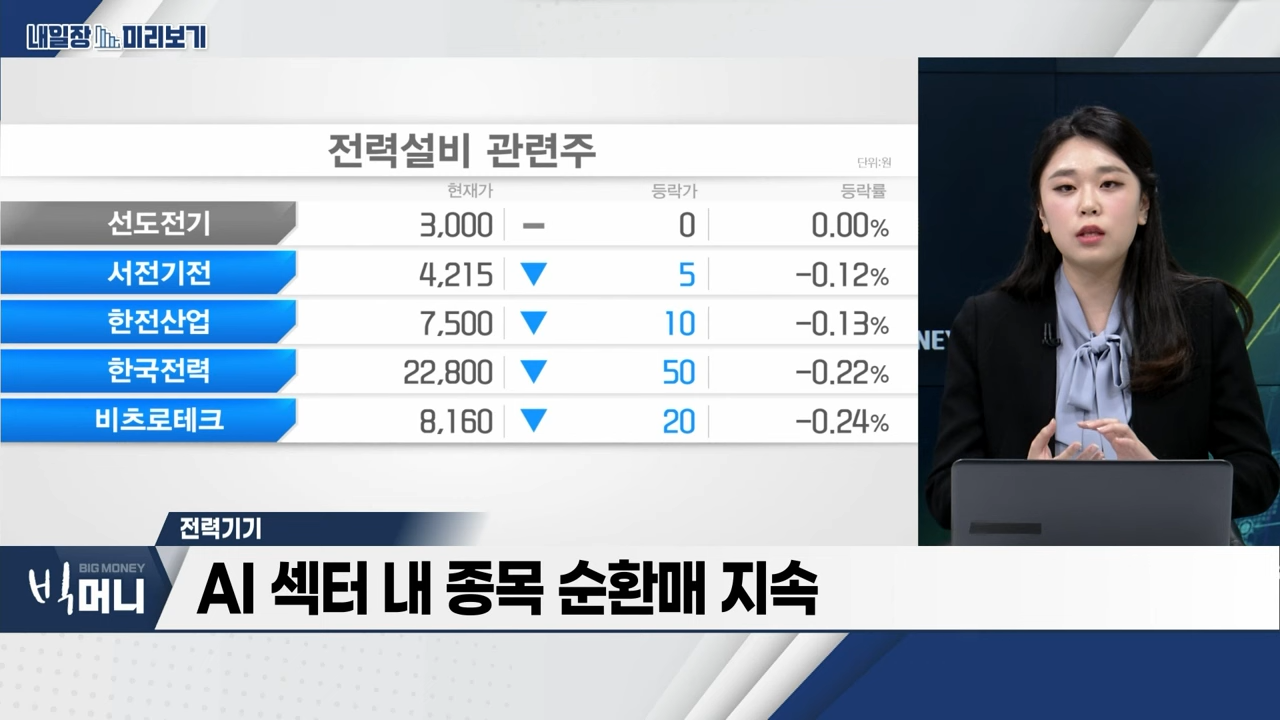 내일장 미리보기
전력설비 관련주
단위:원
현재가 등락가 등락률
선도전기 3,000 − 0 0.00%
서전기전 4,215 ▼ 5 −0.12%
한전산업 7,500 ▼ 10 −0.13%
한국전력 22,800 ▼ 50 −0.22%
비츠로테크 8,160 ▼ 20 −0.24%
NEY
전력기기
BIG MONEY
빅머니
AI 섹터 내 종목 순환매 지속